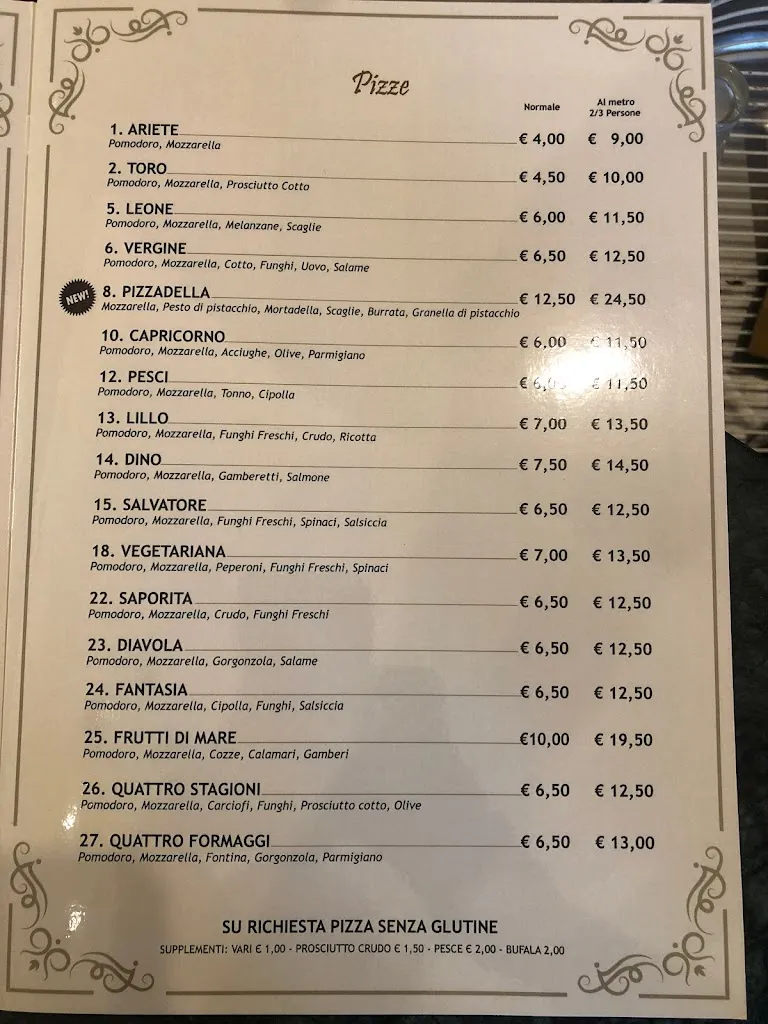 Pizze
Normale
Al metro
2/3 Persone
1. ARIETE € 4,00 € 9,00
Pomodoro, Mozzarella
2. TORO € 4,50 € 10,00
Pomodoro, Mozzarella, Prosciutto Cotto
5. LEONE € 6,00 € 11,50
Pomodoro, Mozzarella, Melanzane, Scaglie
6. VERGINE € 6,50 € 12,50
Pomodoro, Mozzarella, Cotto, Funghi, Uovo, Salame
NEW! 8. PIZZADELLA € 12,50 € 24,50
Mozzarella, Pesto di pistacchio, Mortadella, Scaglie, Burrata, Granella di pistacchio
10. CAPRICORNO € 6,00 € 11,50
Pomodoro, Mozzarella, Acciughe, Olive, Parmigiano
12. PESCI € 6,00 € 11,50
Pomodoro, Mozzarella, Tonno, Cipolla
13. LILLO € 7,00 € 13,50
Pomodoro, Mozzarella, Funghi Freschi, Crudo, Ricotta
14. DINO € 7,50 € 14,50
Pomodoro, Mozzarella, Gamberetti, Salmone
15. SALVATORE € 6,50 € 12,50
Pomodoro, Mozzarella, Funghi Freschi, Spinaci, Salsiccia
18. VEGETARIANA € 7,00 € 13,50
Pomodoro, Mozzarella, Peperoni, Funghi Freschi, Spinaci
22. SAPORITA € 6,50 € 12,50
Pomodoro, Mozzarella, Crudo, Funghi Freschi
23. DIAVOLA € 6,50 € 12,50
Pomodoro, Mozzarella, Gorgonzola, Salame
24. FANTASIA € 6,50 € 12,50
Pomodoro, Mozzarella, Cipolla, Funghi, Salsiccia
25. FRUTTI DI MARE €10,00 € 19,50
Pomodoro, Mozzarella, Cozze, Calamari, Gamberi
26. QUATTRO STAGIONI € 6,50 € 12,50
Pomodoro, Mozzarella, Carciofi, Funghi, Prosciutto cotto, Olive
27. QUATTRO FORMAGGI € 6,50 € 13,00
Pomodoro, Mozzarella, Fontina, Gorgonzola, Parmigiano
SU RICHIESTA PIZZA SENZA GLUTINE
SUPPLEMENTI: VARI € 1,00 - PROSCIUTTO CRUDO € 1,50 - PESCE € 2,00 - BUFALA 2,00